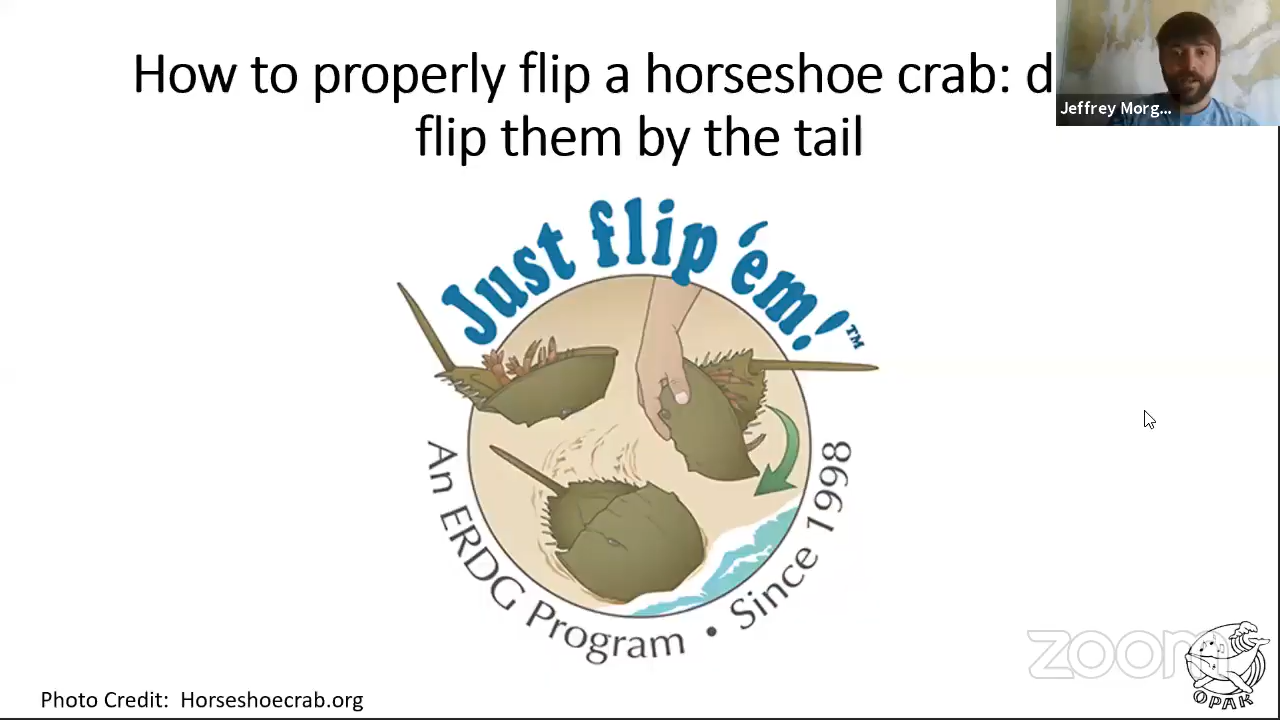 How to properly flip a horseshoe crab: d
flip them by the tail
Jeffrey Morg...
Just flip 'em!™
An ERDG Program • Since 1998
zoom
OPAK
Photo Credit: Horseshoecrab.org